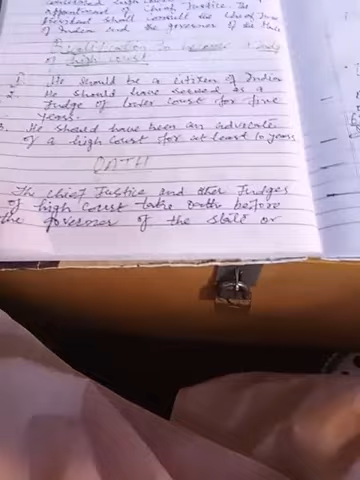 appointment of Chief Justice. The
President shall consult the Chief Justice
of India and the governor of the State
Qualification to become a Judge
of high court
1. He should be a citizen of India
2. He should have served as a
Judge of lower court for five
years.
3. He should have been an advocate
of a high court for at least 10 years
OATH
The Chief Justice and other Judges
of high court take oath before
the governor of the state or